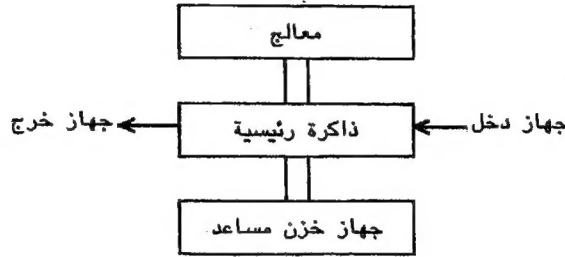 معالج
جهاز دخل
ذاكرة رئيسية
جهاز خرج
جهاز خزن مساعد